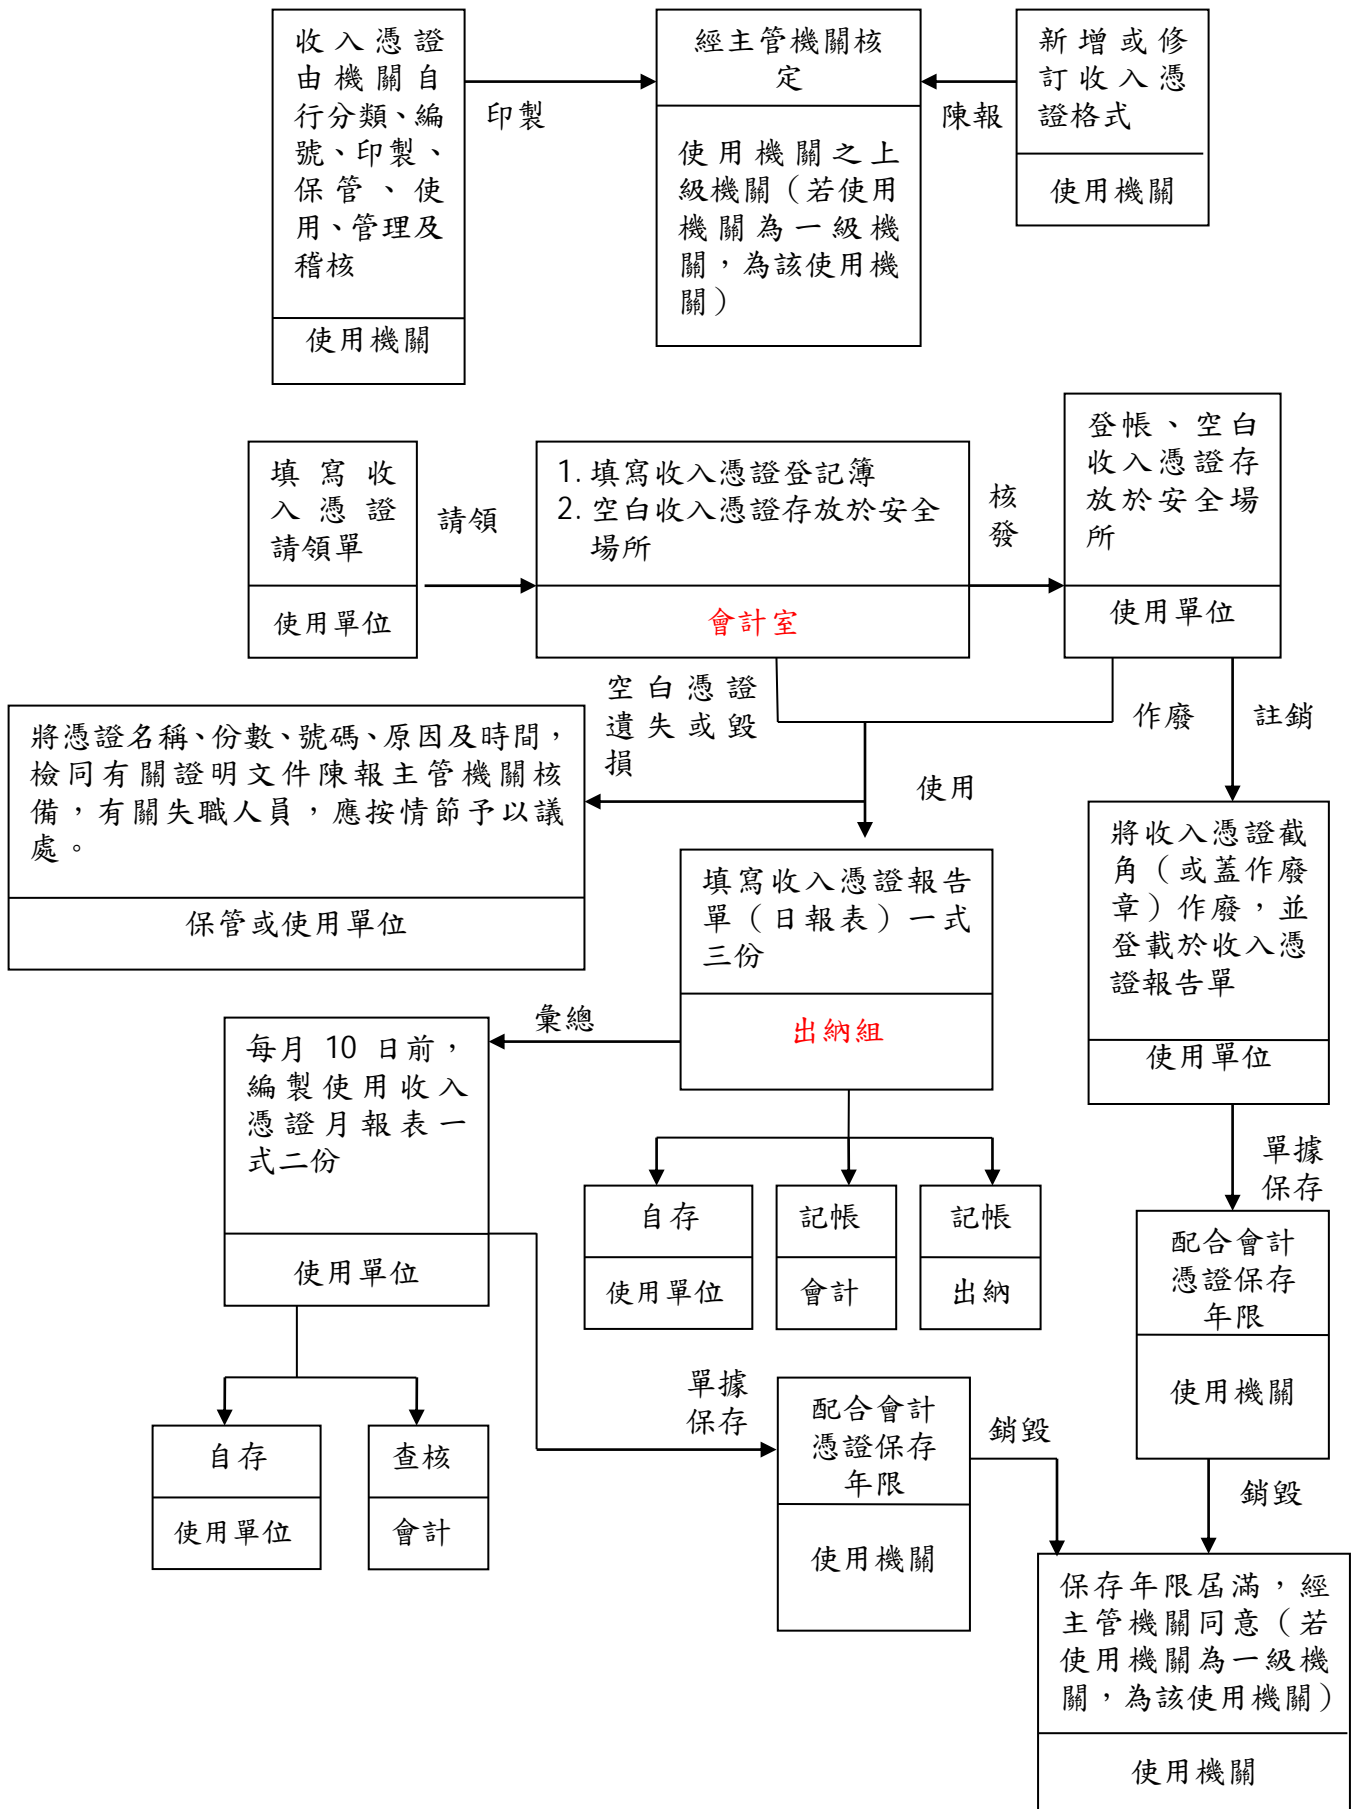 收入憑證
由機關自
行分類、編
號、印製、
保管、使
用、管理及
稽核
使用機關
印製
經主管機關核
定
使用機關之上
級機關（若使用
機關為一級機
關，為該使用機
關）
陳報
新增或修
訂收入憑
證格式
使用機關
填寫收
入憑證
請領單
使用單位
請領
1. 填寫收入憑證登記簿
2. 空白收入憑證存放於安全
場所
會計室
核
發
登帳、空白
收入憑證存
放於安全場
所
使用單位
空白憑證
遺失或毀
損
使用
作廢
註銷
將憑證名稱、份數、號碼、原因及時間，
檢同有關證明文件陳報主管機關核
備，有關失職人員，應按情節予以議
處。
保管或使用單位
填寫收入憑證報告
單（日報表）一式
三份
出納組
將收入憑證截
角（或蓋作廢
章）作廢，並
登載於收入憑
證報告單
使用單位
彙總
每月 10 日前，
編製使用收入
憑證月報表一
式二份
使用單位
自存
使用單位
記帳
會計
記帳
出納
單據
保存
配合會計
憑證保存
年限
使用機關
自存
使用單位
查核
會計
單據
保存
配合會計
憑證保存
年限
使用機關
銷毀
銷毀
保存年限屆滿，經
主管機關同意（若
使用機關為一級機
關，為該使用機關）
使用機關